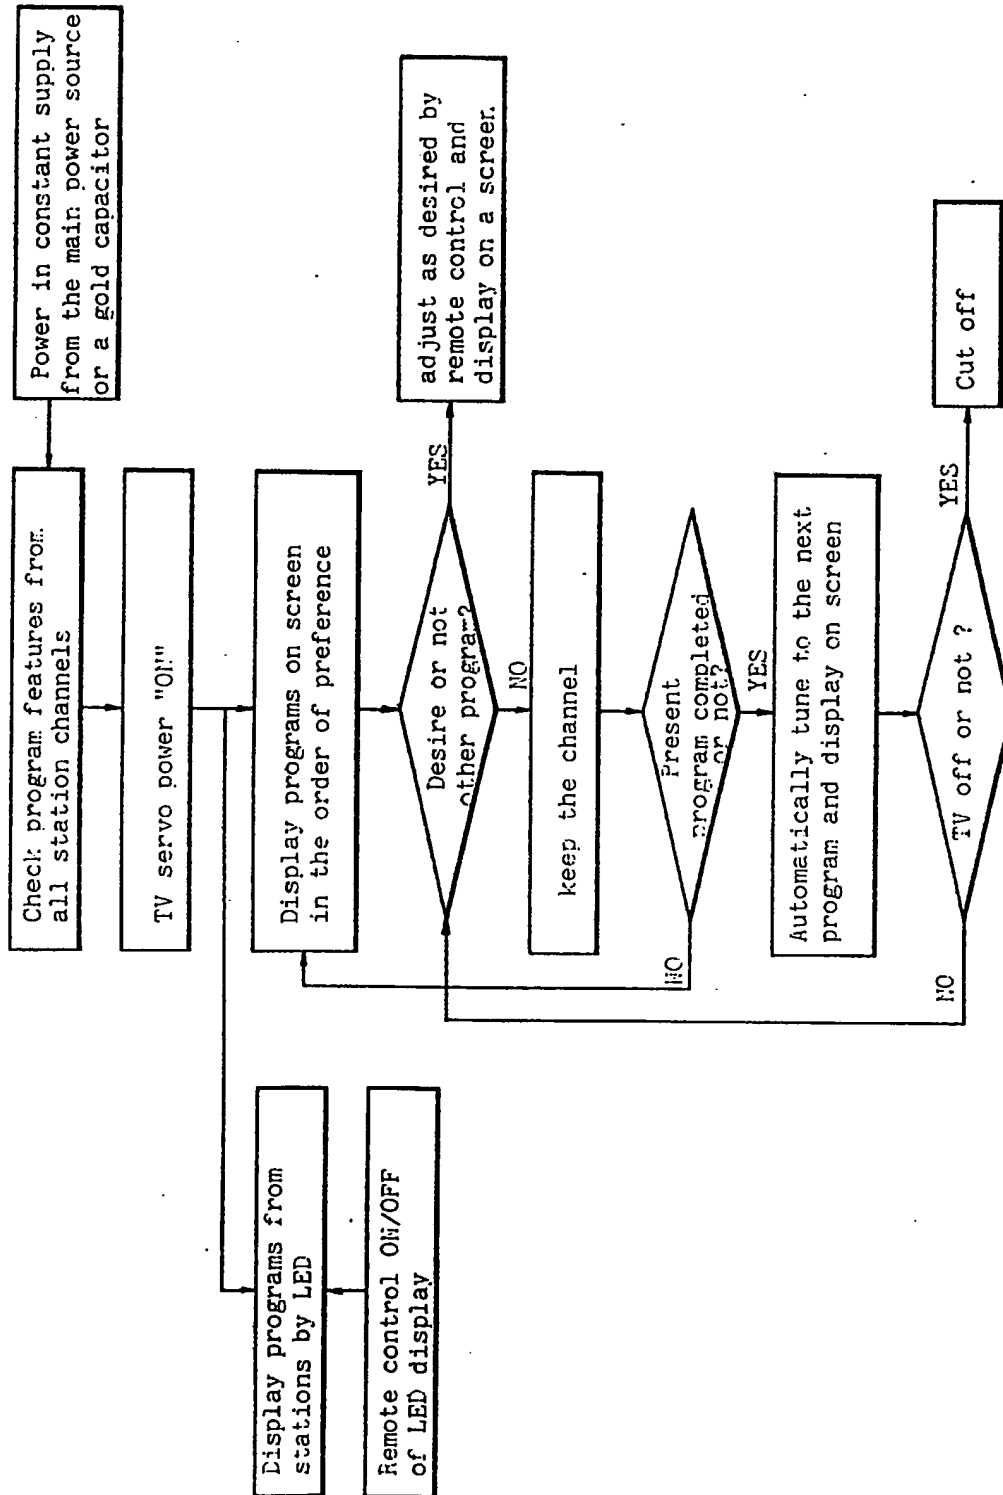 Power in constant supply
from the main power source
or a gold capacitor
Check program features from
all station channels
TV servo power "ON"
Display programs from
stations by LED
Remote control ON/OFF
of LED display
Display programs on screen
in the order of preference
Desire or not
other program?
YES
adjust as desired by
remote control and
display on a screen.
NO
keep the channel
Present
program completed
or not?
NO
YES
Automatically tune to the next
program and display on screen
TV off or not ?
NO
YES
Cut off